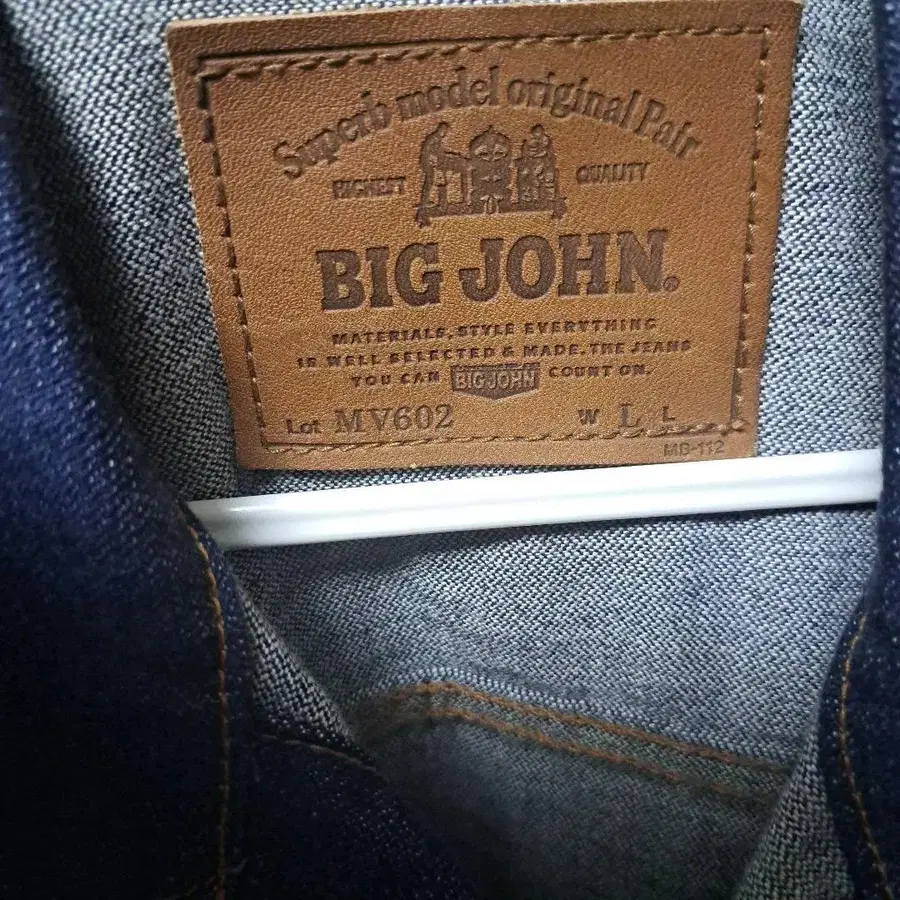 Superb model original Pair
HIGHEST QUALITY
BIG JOHN®
MATERIALS, STYLE EVERYTHING
IS WELL SELECTED & MADE. THE JEANS
YOU CAN BIG JOHN COUNT ON.
Lot MV602 W L L
MB-112